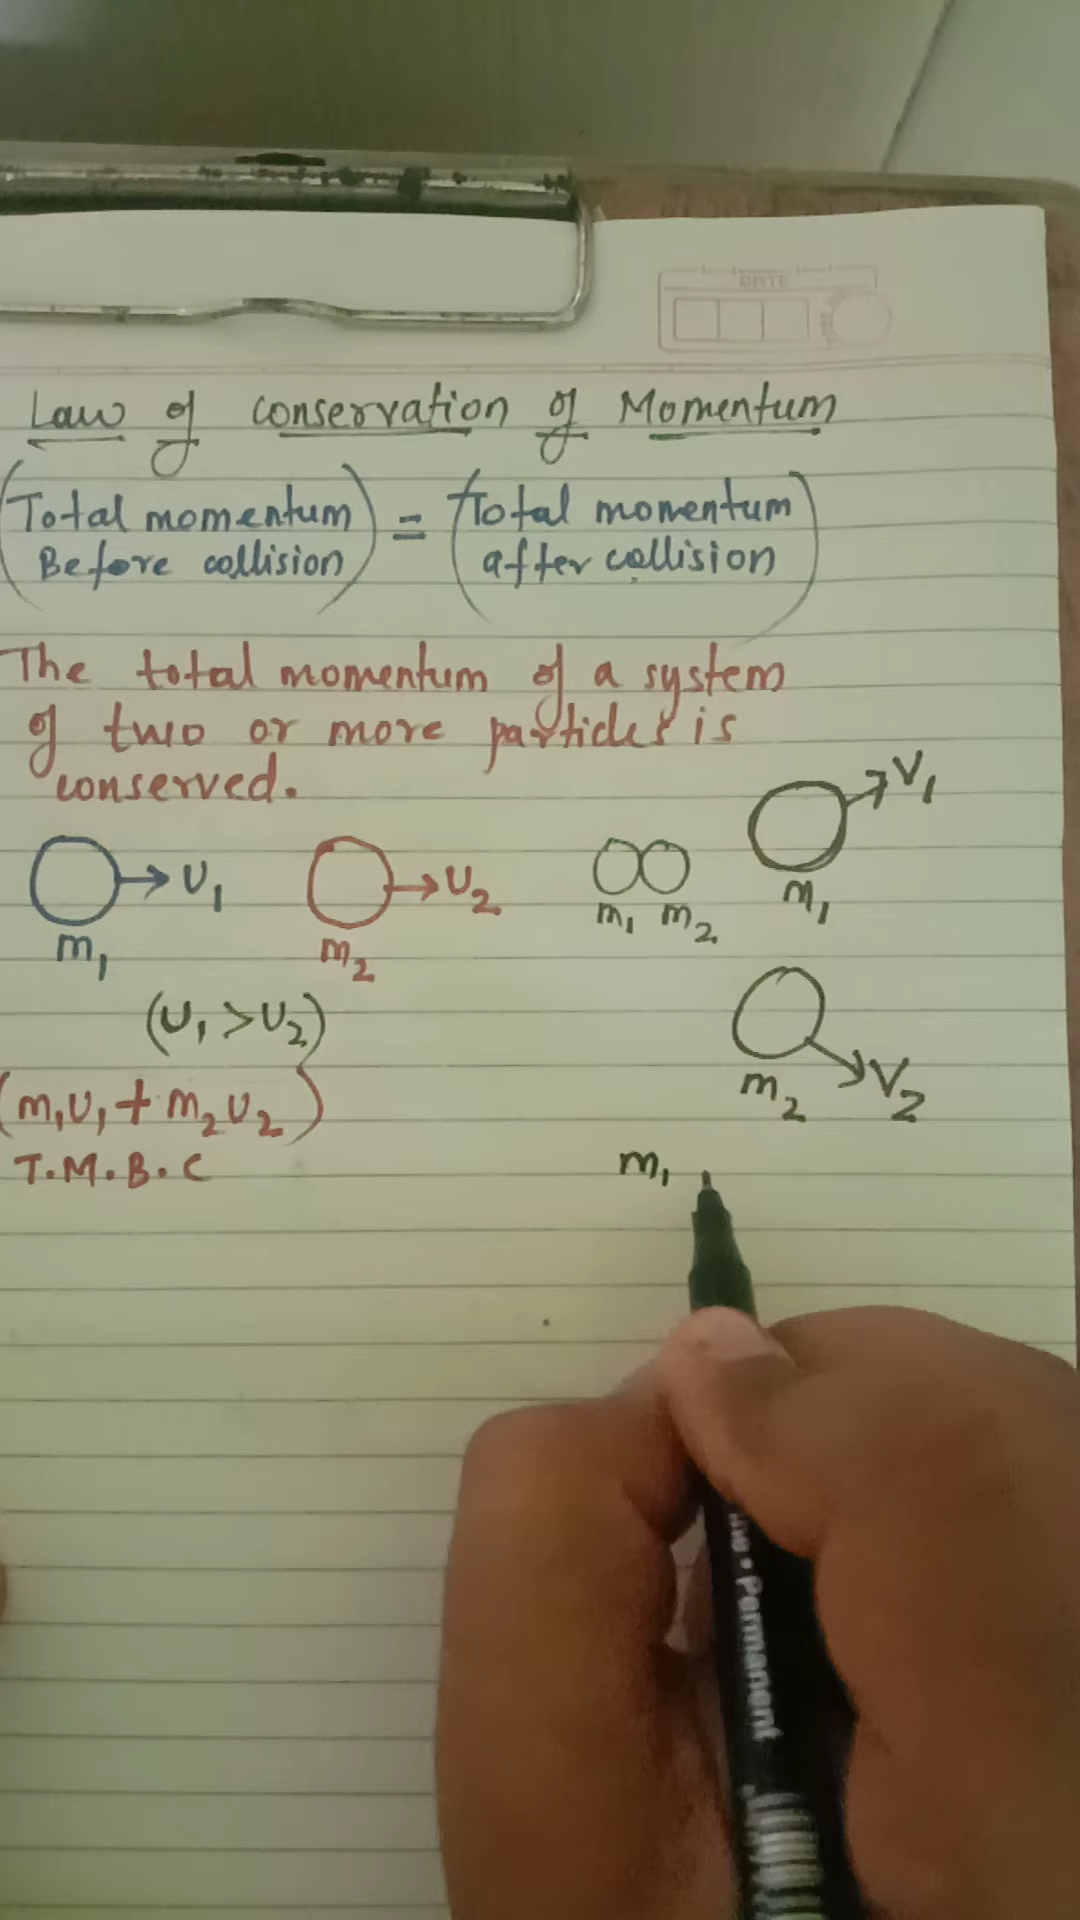 DATE
Law of conservation of Momentum
(Total momentum Before collision) = (Total momentum after collision)
The total momentum of a system
of two or more particles is
conserved.
V1
U1
U2
m1
m2
m1 m2
m1
(U1 > U2)
V2
m2
(m1U1 + m2U2)
T.M.B.C
m1
Permanent